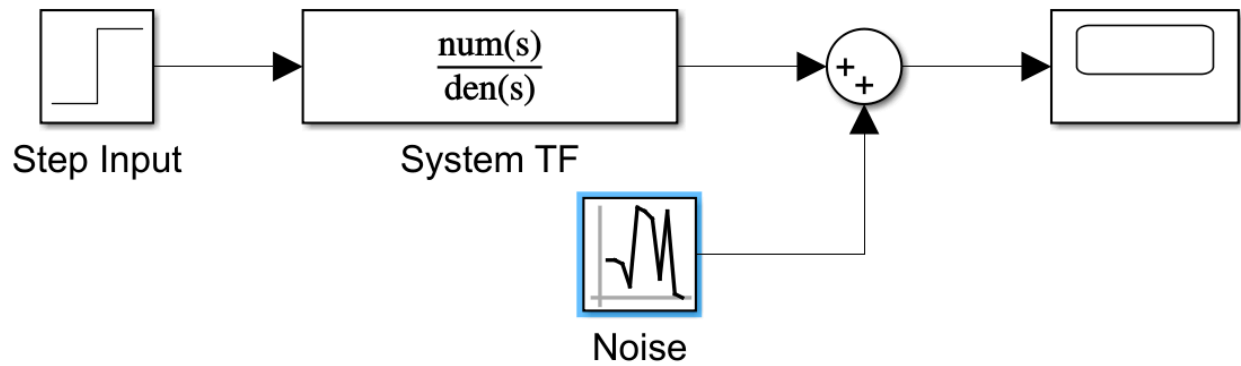 num(s)
den(s)
+
+
Step Input
System TF
Noise